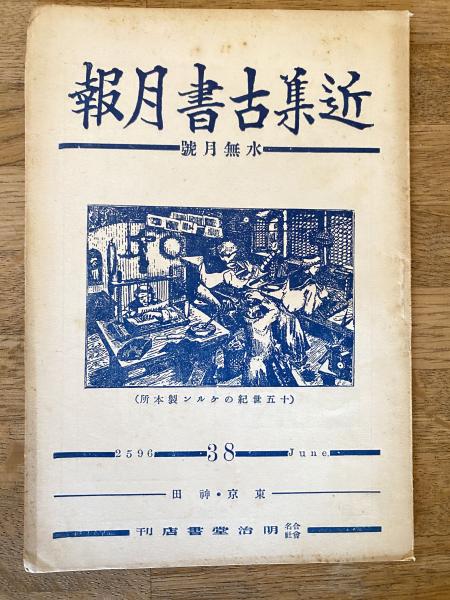 近集古書月報
水無月號
(十五世紀のケルン製本所)
2596 38 June
東京・神田
合名會社 明治堂書店刊